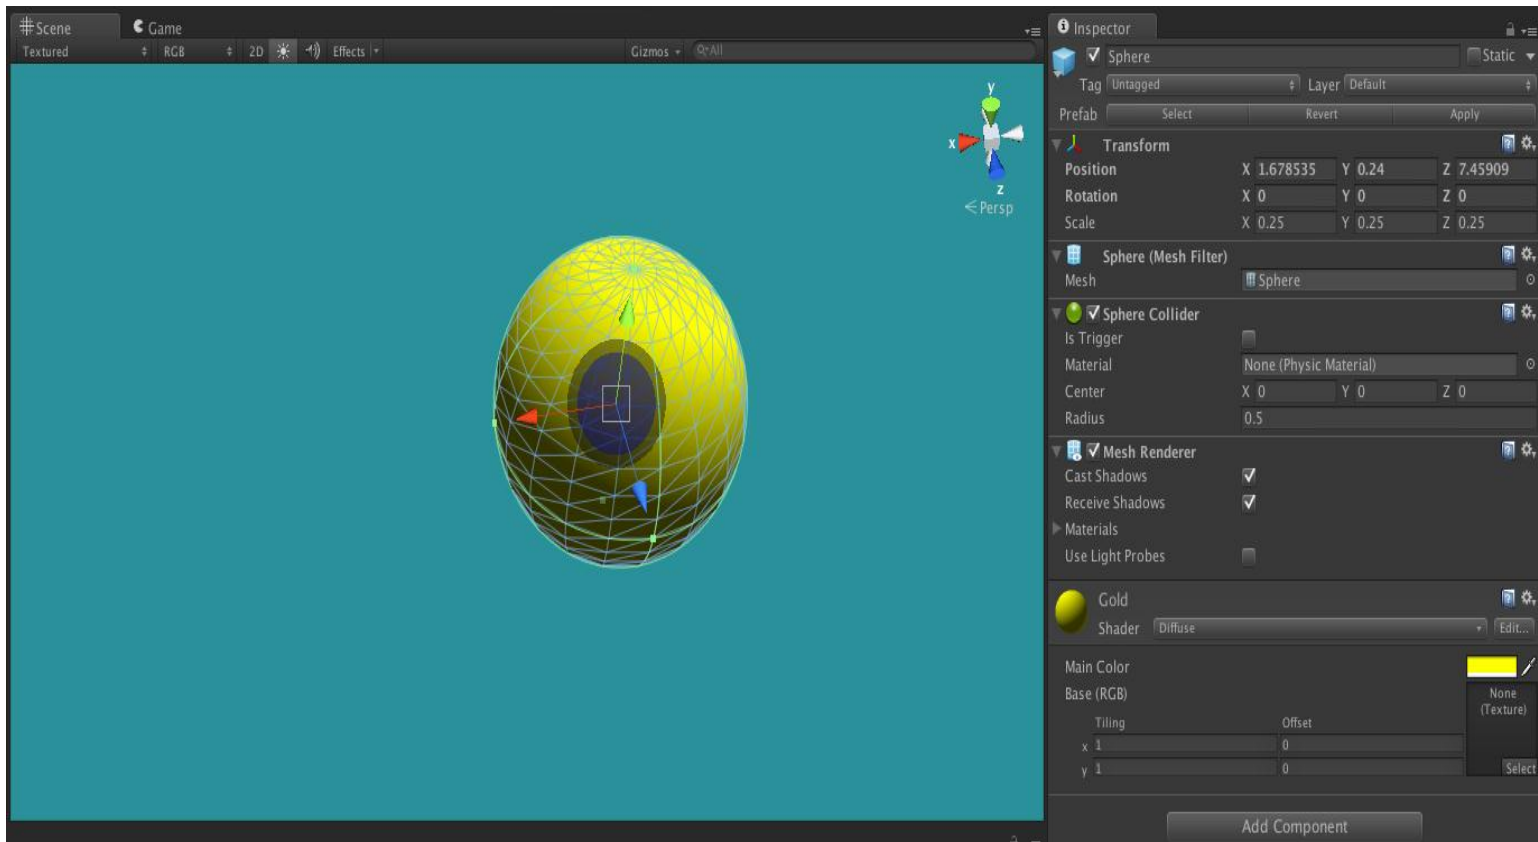 Scene Game
Textured RGB 2D Effects Gizmos All
y
x
z
Persp
Inspector
Sphere Static
Tag Untagged Layer Default
Prefab Select Revert Apply
Transform
Position X 1.678535 Y 0.24 Z 7.45909
Rotation X 0 Y 0 Z 0
Scale X 0.25 Y 0.25 Z 0.25
Sphere (Mesh Filter)
Mesh Sphere
Sphere Collider
Is Trigger
Material None (Physic Material)
Center X 0 Y 0 Z 0
Radius 0.5
Mesh Renderer
Cast Shadows
Receive Shadows
Materials
Use Light Probes
Gold
Shader Diffuse Edit...
Main Color
Base (RGB) None
(Texture)
Tiling Offset
x 1 0
y 1 0 Select
Add Component